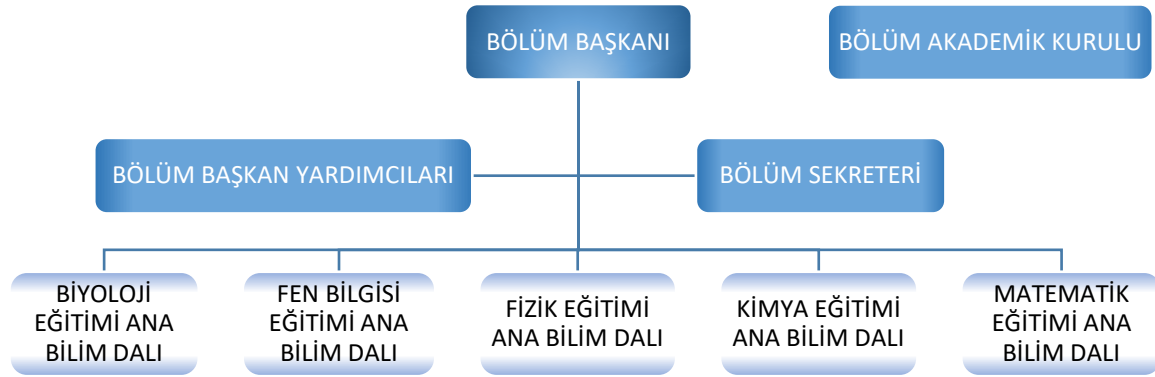 BÖLÜM BAŞKANI
BÖLÜM AKADEMİK KURULU
BÖLÜM BAŞKAN YARDIMCILARI
BÖLÜM SEKRETERİ
BİYOLOJİ
EĞİTİMİ ANA
BİLİM DALI
FEN BİLGİSİ
EĞİTİMİ ANA
BİLİM DALI
FİZİK EĞİTİMİ
ANA BİLİM DALI
KİMYA EĞİTİMİ
ANA BİLİM DALI
MATEMATİK
EĞİTİMİ ANA
BİLİM DALI